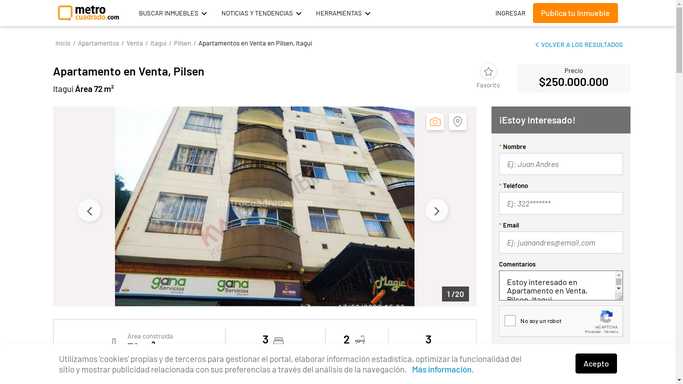 metro
cuadrado.com
BUSCAR INMUEBLES
NOTICIAS Y TENDENCIAS
HERRAMIENTAS
INGRESAR
Publica tu Inmueble
Inicio / Apartamentos / Venta / Itagui / Pilsen / Apartamentos en Venta en Pilsen, Itagui
VOLVER A LOS RESULTADOS
Apartamento en Venta, Pilsen
Itagui Área 72 m²
Favorito
Precio
$250.000.000
gana
Servicios
gana
Servicios
Magic
1 / 20
¡Estoy Interesado!
* Nombre
Ej: Juan Andres
* Teléfono
Ej: 322*******
* Email
Ej: juanandres@email.com
Comentarios
Estoy interesado en
Apartamento en Venta,
Pilsen, Itagui
No soy un robot
reCAPTCHA
Privacidad - Términos
Área construida
3
2
3
Utilizamos 'cookies' propias y de terceros para gestionar el portal, elaborar información estadística, optimizar la funcionalidad del
sitio y mostrar publicidad relacionada con sus preferencias a través del análisis de la navegación. Más información.
Acepto